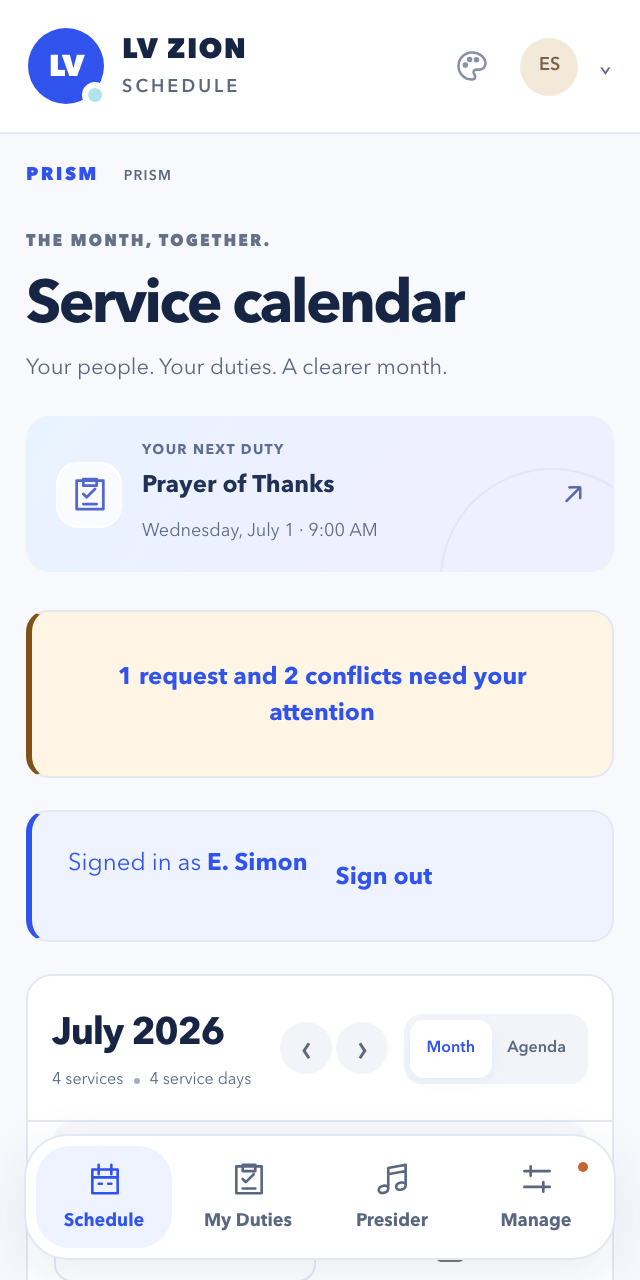 LV
LV ZION
SCHEDULE
ES
PRISM PRISM
THE MONTH, TOGETHER.
Service calendar
Your people. Your duties. A clearer month.
YOUR NEXT DUTY
Prayer of Thanks
Wednesday, July 1 · 9:00 AM
1 request and 2 conflicts need your
attention
Signed in as E. Simon Sign out
July 2026
4 services • 4 service days
Month Agenda
Schedule My Duties Presider Manage